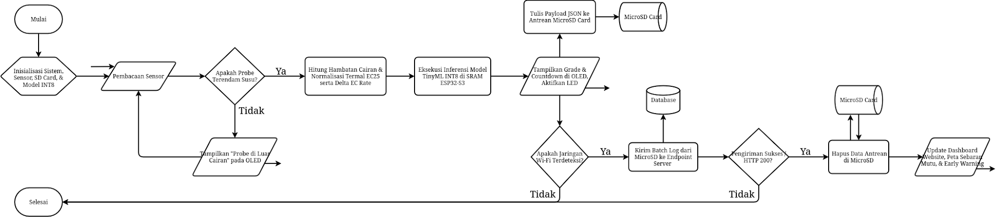 Mulai
Inisialisasi Sistem,
Sensor, SD Card, &
Model INT8
Pembacaan Sensor
Apakah Probe
Terendam Susu?
Ya
Tidak
Tampilkan "Probe di Luar
Cairan" pada OLED
Hitung Hambatan Cairan &
Normalisasi Termal EC25
serta Delta EC Rate
Eksekusi Inferensi Model
TinyML INT8 di SRAM
ESP32-S3
Tampilkan Grade &
Countdown di OLED,
Aktifkan LED
Tulis Payload JSON ke
Antrean MicroSD Card
MicroSD Card
Apakah Jaringan
Wi-Fi Terdeteksi?
Ya
Tidak
Kirim Batch Log dari
MicroSD ke Endpoint
Server
Database
Pengiriman Sukses /
HTTP 200?
Ya
Tidak
Hapus Data Antrean
di MicroSD
MicroSD Card
Update Dashboard
Website, Peta Sebaran
Mutu, & Early Warning
Selesai